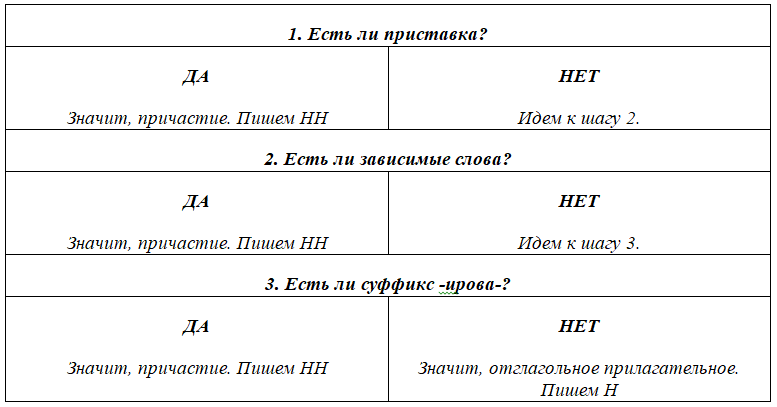 1. Есть ли приставка?
ДА
НЕТ
Значит, причастие. Пишем НН
Идем к шагу 2.
2. Есть ли зависимые слова?
ДА
НЕТ
Значит, причастие. Пишем НН
Идем к шагу 3.
3. Есть ли суффикс -ирова-?
ДА
НЕТ
Значит, причастие. Пишем НН
Значит, отглагольное прилагательное.
Пишем Н